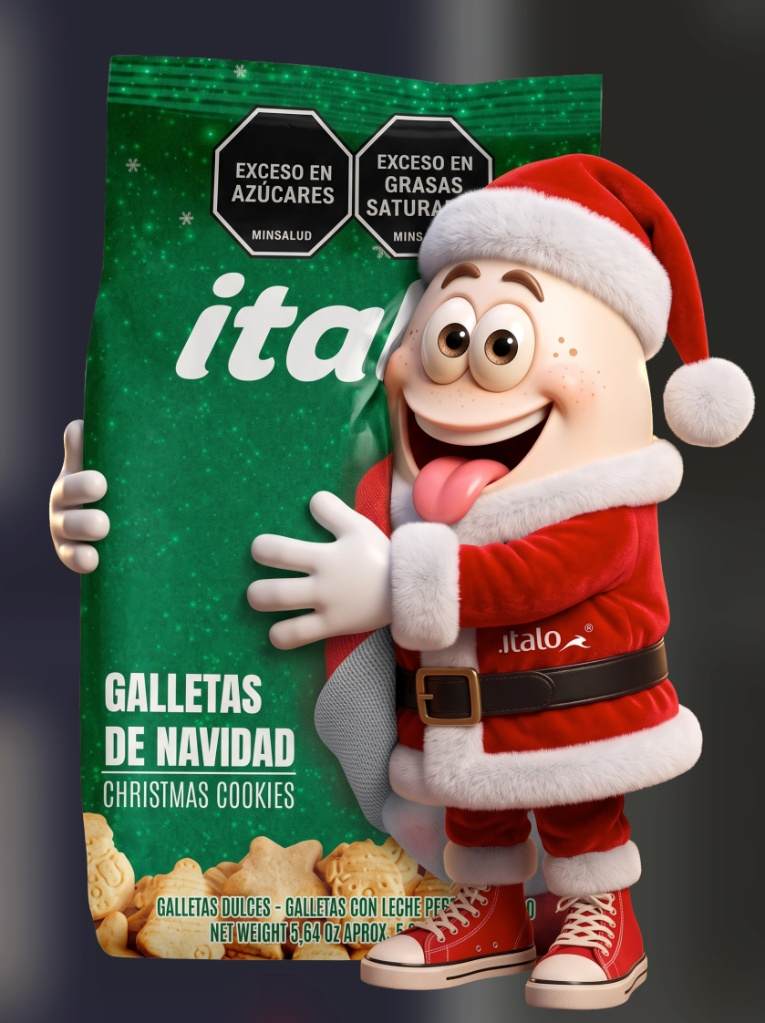 EXCESO EN
AZÚCARES
MINSALUD
EXCESO EN
GRASAS
ital
GALLETAS
DE NAVIDAD
CHRISTMAS COOKIES
GALLETAS DULCES - GALLETAS CON LECHE
NET WEIGHT 5,64 Oz APROX.
.italo ®